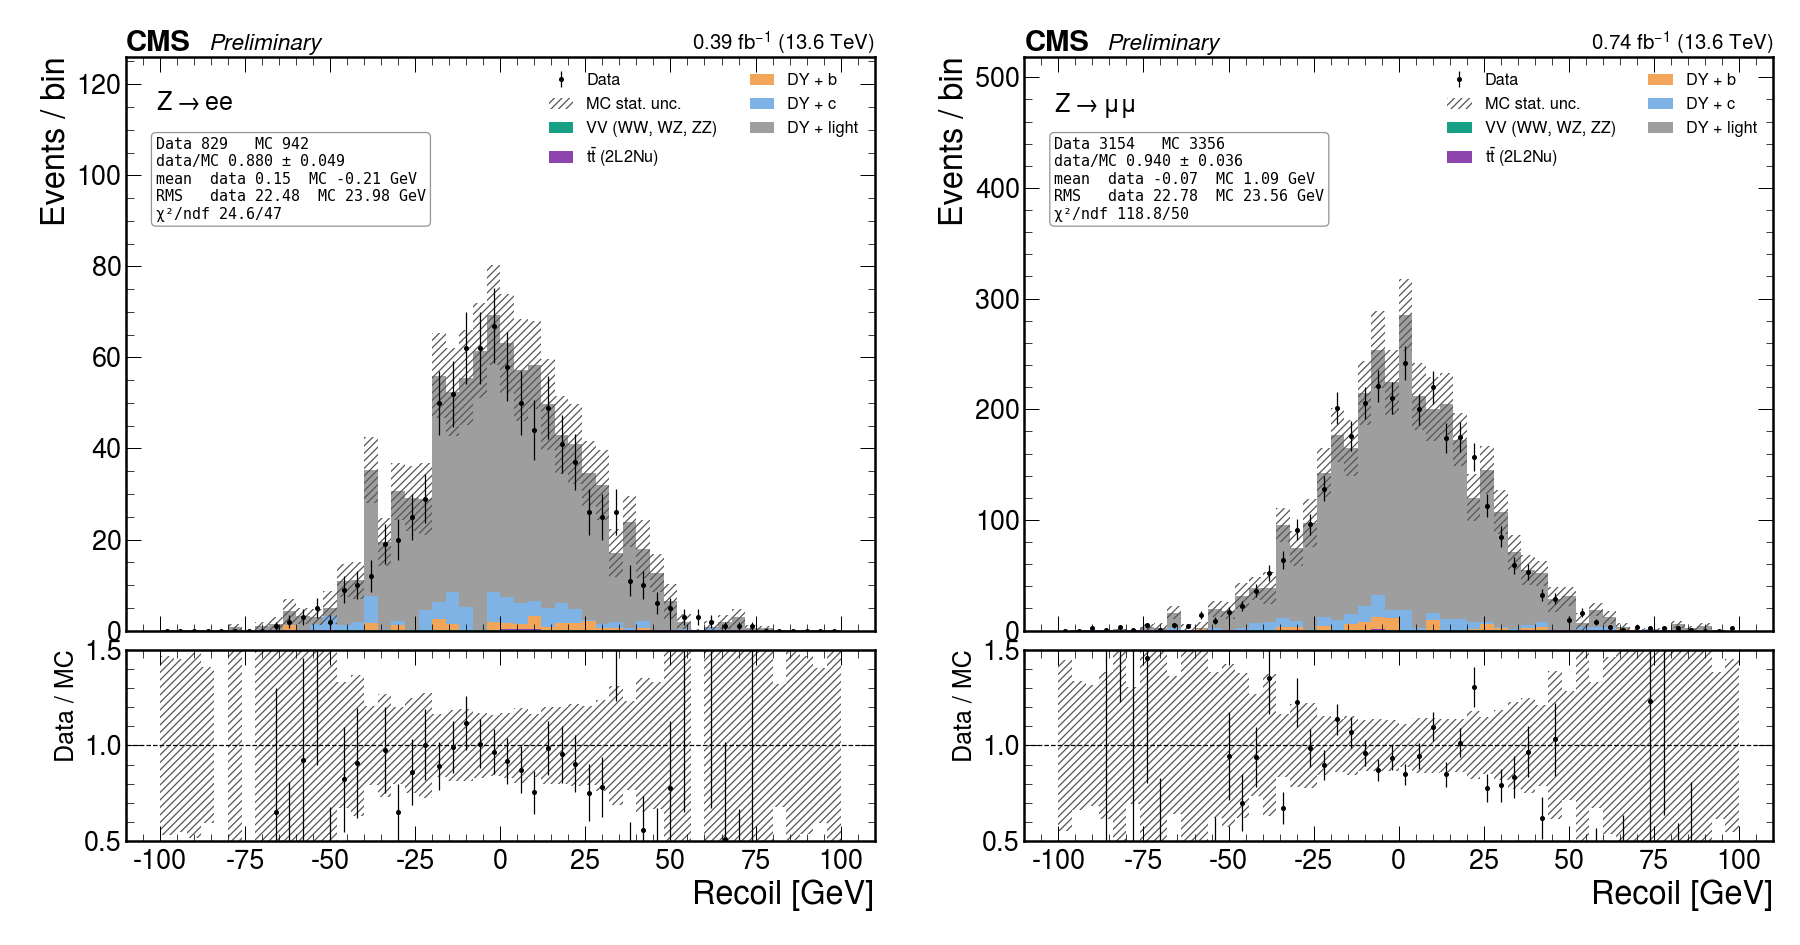 CMS Preliminary 0.39 fb⁻¹ (13.6 TeV)
Events / bin
120
100
80
60
40
20
0
Z→ee
Data 829   MC 942
data/MC 0.880 ± 0.049
mean  data 0.15  MC -0.21 GeV
RMS   data 22.48  MC 23.98 GeV
χ²/ndf 24.6/47
Data
MC stat. unc.
VV (WW, WZ, ZZ)
tt̄ (2L2Nu)
DY + b
DY + c
DY + light
Data / MC
1.5
1.0
0.5
-100 -75 -50 -25 0 25 50 75 100
Recoil [GeV]
CMS Preliminary 0.74 fb⁻¹ (13.6 TeV)
Events / bin
500
400
300
200
100
0
Z→μμ
Data 3154   MC 3356
data/MC 0.940 ± 0.036
mean  data -0.07  MC 1.09 GeV
RMS   data 22.78  MC 23.56 GeV
χ²/ndf 118.8/50
Data
MC stat. unc.
VV (WW, WZ, ZZ)
tt̄ (2L2Nu)
DY + b
DY + c
DY + light
Data / MC
1.5
1.0
0.5
-100 -75 -50 -25 0 25 50 75 100
Recoil [GeV]